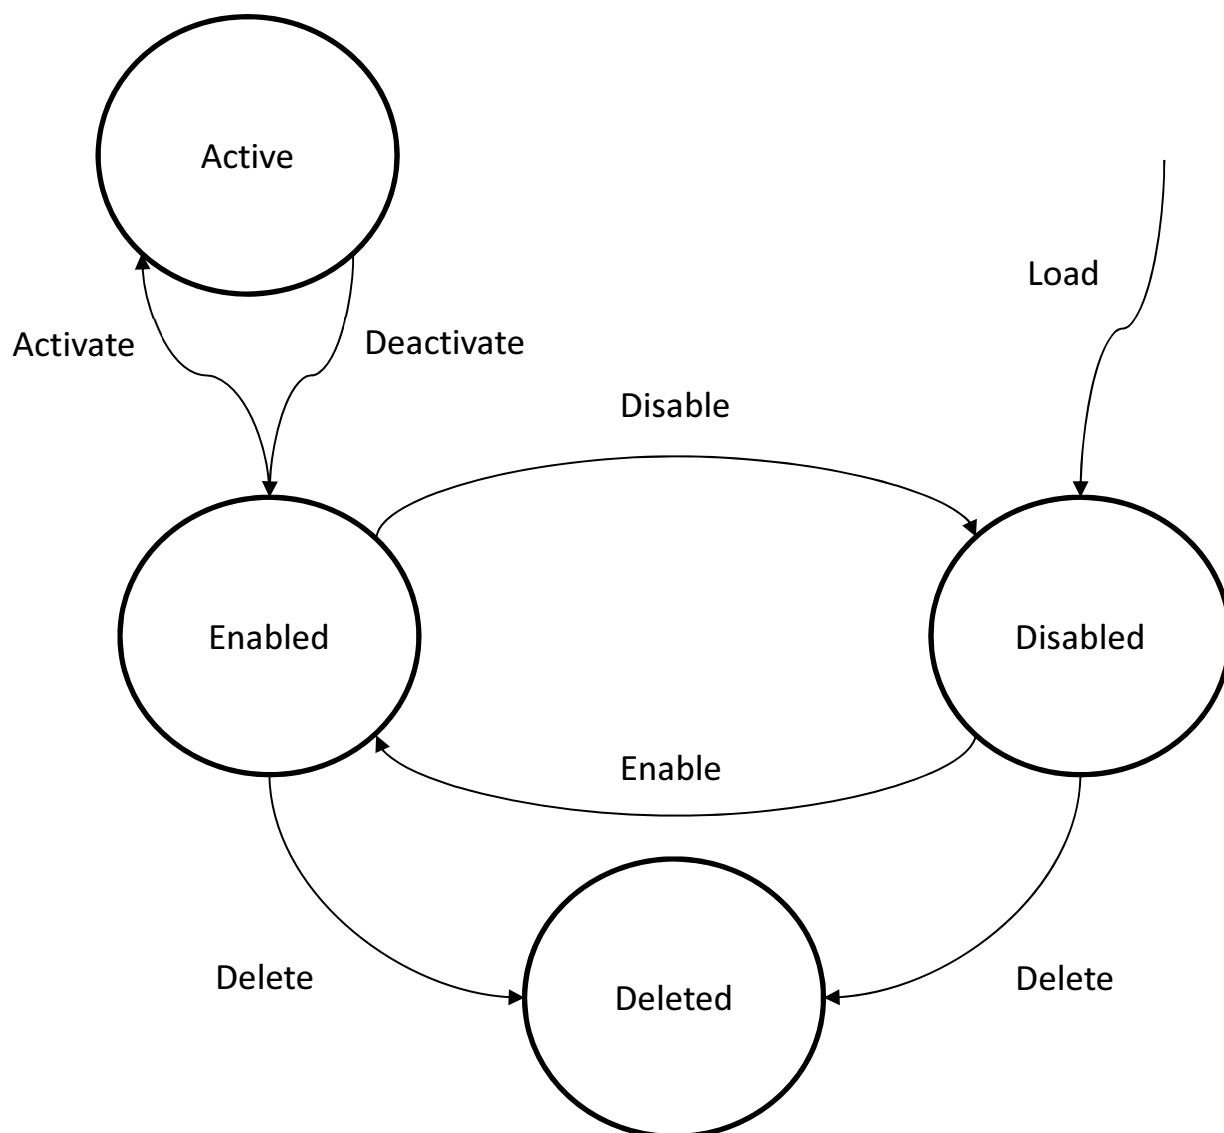 Active
Load
Activate
Deactivate
Disable
Enabled
Disabled
Enable
Delete
Deleted
Delete